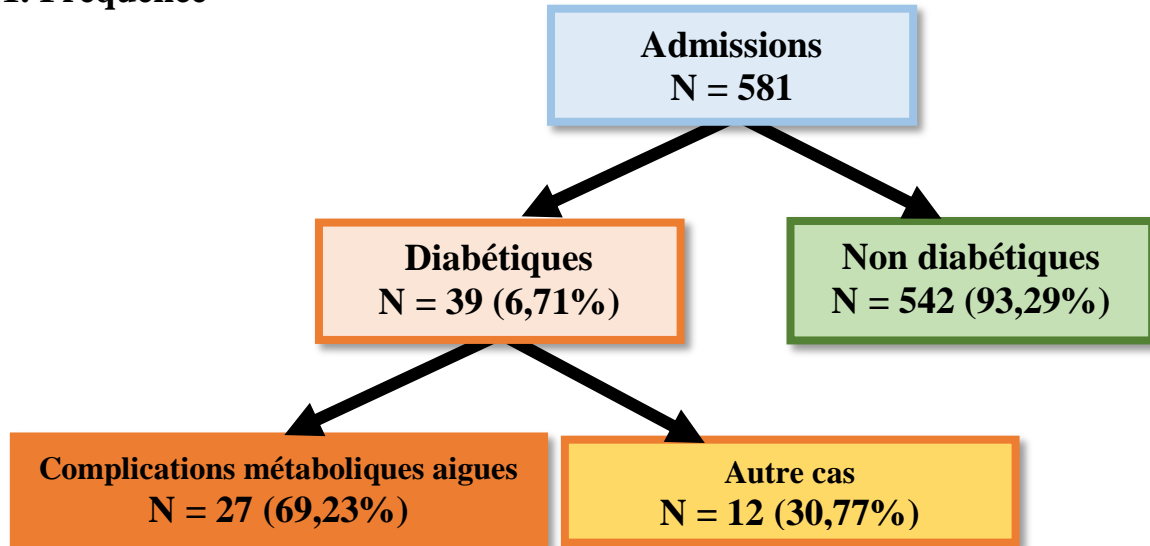 Admissions
N = 581
Diabétiques
N = 39 (6,71%)
Non diabétiques
N = 542 (93,29%)
Complications métaboliques aigues
N = 27 (69,23%)
Autre cas
N = 12 (30,77%)